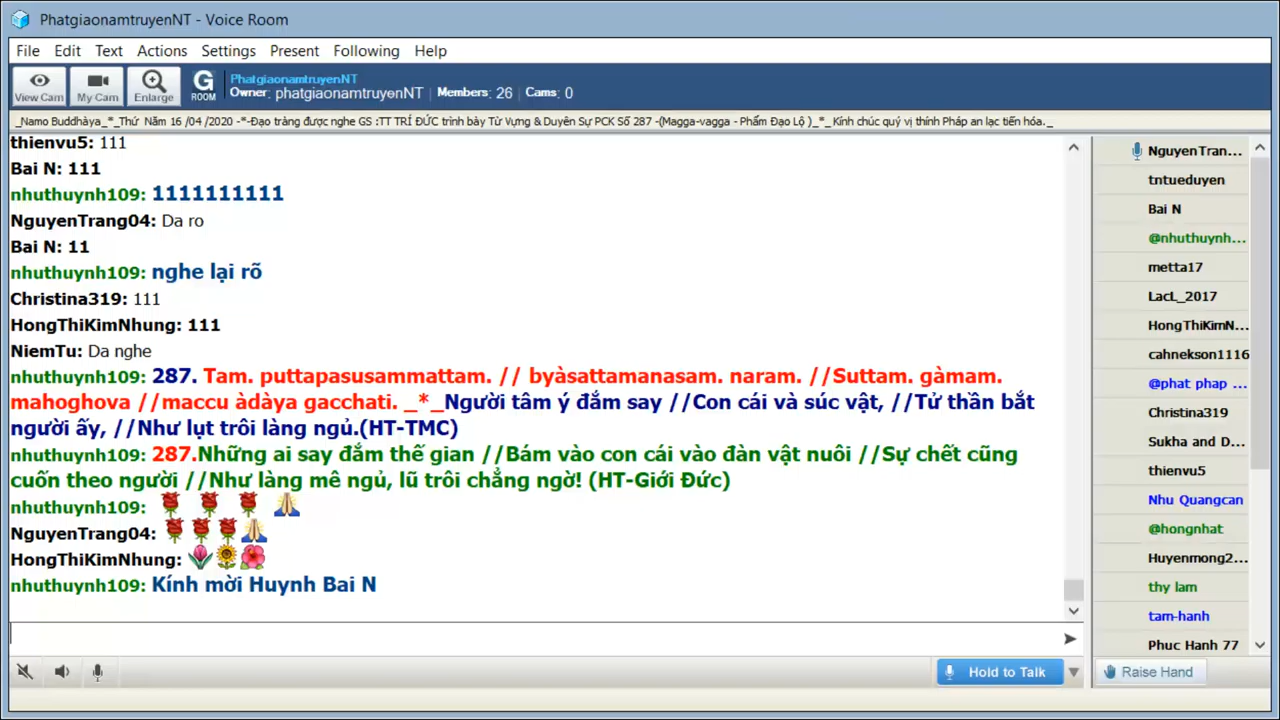 PhatgiaonamtruyenNT - Voice Room
File Edit Text Actions Settings Present Following Help
View Cam My Cam Enlarge G ROOM PhatgiaonamtruyenNT
Owner: phatgiaonamtruyenNT Members: 26 Cams: 0
_Namo Buddhàya_*_Thứ Năm 16 /04 /2020 -*-Đạo tràng được nghe GS :TT TRÍ ĐỨC trình bày Từ Vựng & Duyên Sự PCK Số 287 -(Magga-vagga - Phẩm Đạo Lộ )_*_ Kính chúc quý vị thính Pháp an lạc tiến hóa._
thienvu5: 111
Bai N: 111
nhuthuynh109: 1111111111
NguyenTrang04: Da ro
Bai N: 11
nhuthuynh109: nghe lại rõ
Christina319: 111
HongThiKimNhung: 111
NiemTu: Da nghe
nhuthuynh109: 287. Tam. puttapasusammattam. // byàsattamanasam. naram. //Suttam. gàmam.
mahoghova //maccu àdàya gacchati. _*_Người tâm ý đắm say //Con cái và súc vật, //Tử thần bắt
người ấy, //Như lụt trôi làng ngủ.(HT-TMC)
nhuthuynh109: 287.Những ai say đắm thế gian //Bám vào con cái vào đàn vật nuôi //Sự chết cũng
cuốn theo người //Như làng mê ngủ, lũ trôi chẳng ngờ! (HT-Giới Đức)
nhuthuynh109:
NguyenTrang04:
HongThiKimNhung:
nhuthuynh109: Kính mời Huynh Bai N
Hold to Talk
NguyenTran...
tntueduyen
Bai N
@nhuthuynh...
metta17
LacL_2017
HongThiKimN...
cahnekson1116
@phat phap ...
Christina319
Sukha and D...
thienvu5
Nhu Quangcan
@hongnhat
Huyenmong2...
thy lam
tam-hanh
Phuc Hanh 77
Raise Hand